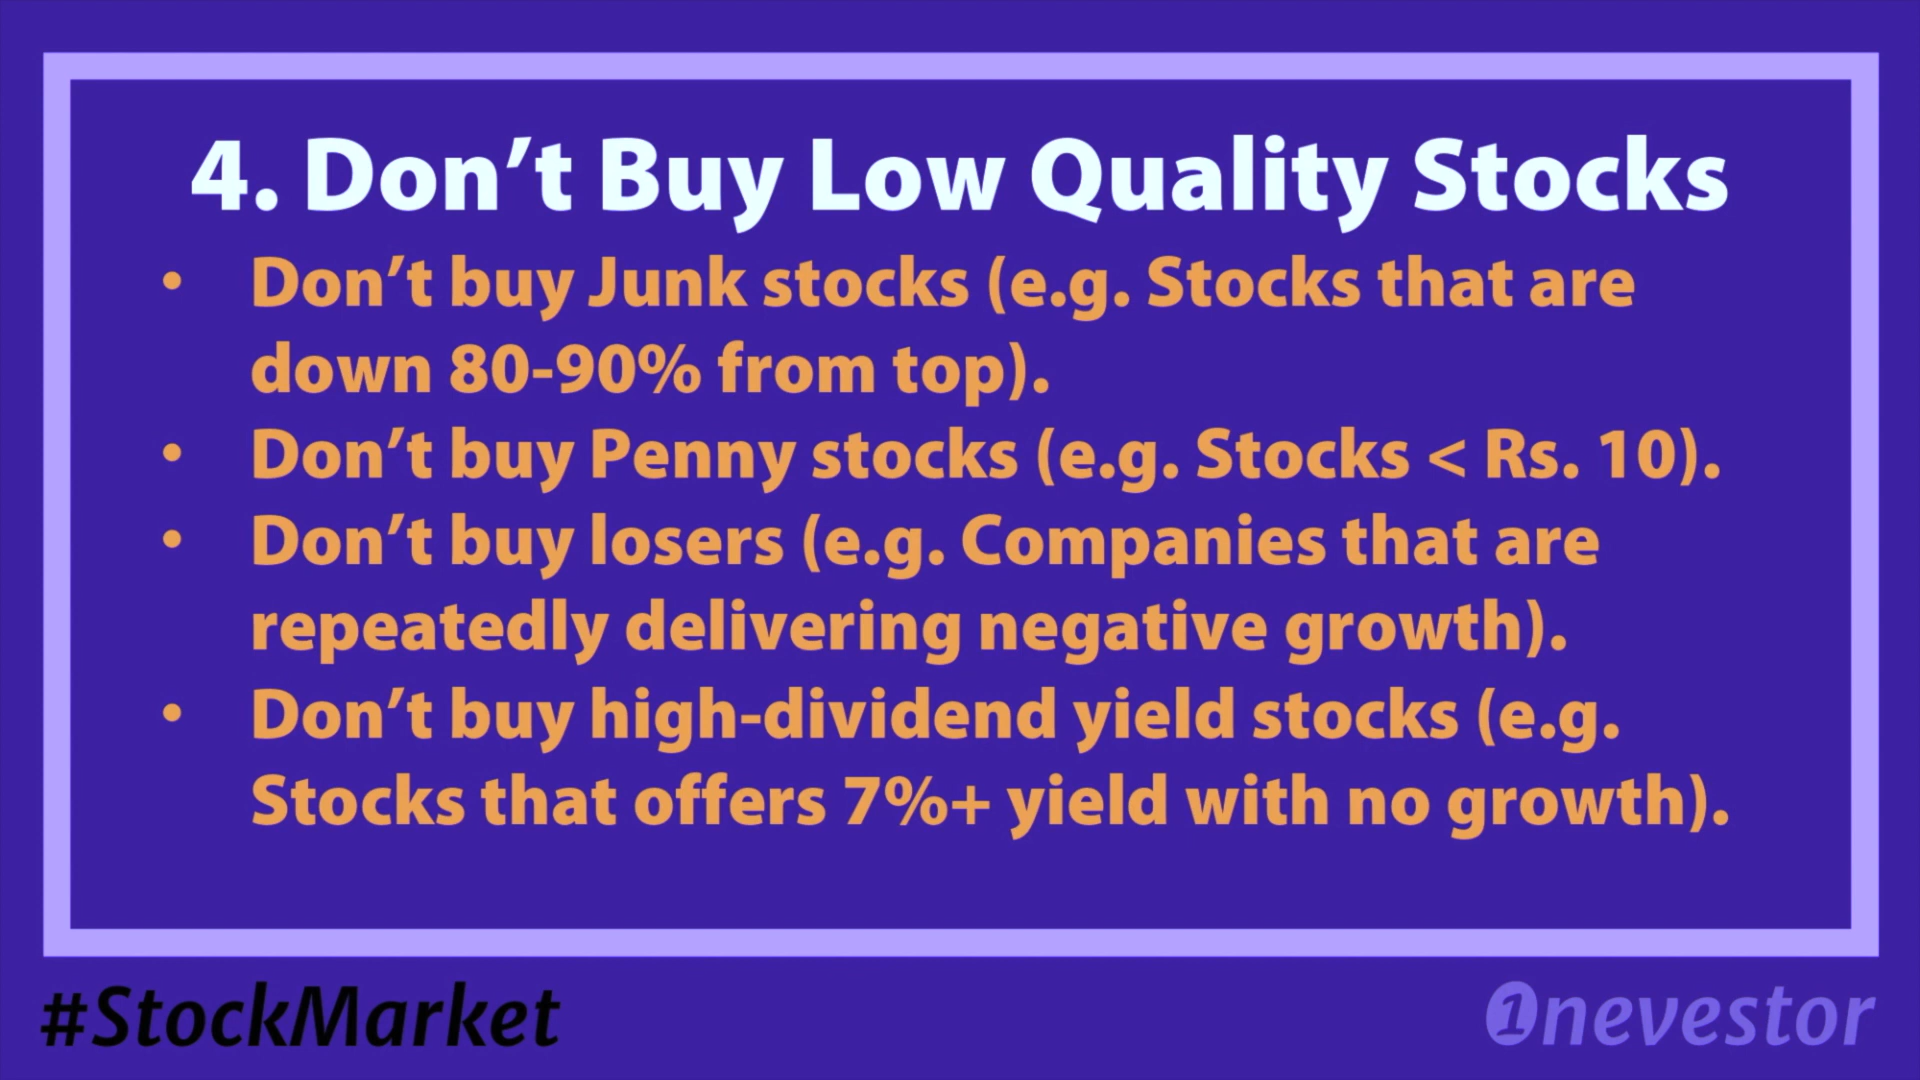 4. Don’t Buy Low Quality Stocks
• Don’t buy Junk stocks (e.g. Stocks that are
down 80-90% from top).
• Don’t buy Penny stocks (e.g. Stocks < Rs. 10).
• Don’t buy losers (e.g. Companies that are
repeatedly delivering negative growth).
• Don’t buy high-dividend yield stocks (e.g.
Stocks that offers 7%+ yield with no growth).
#StockMarket
1nevestor